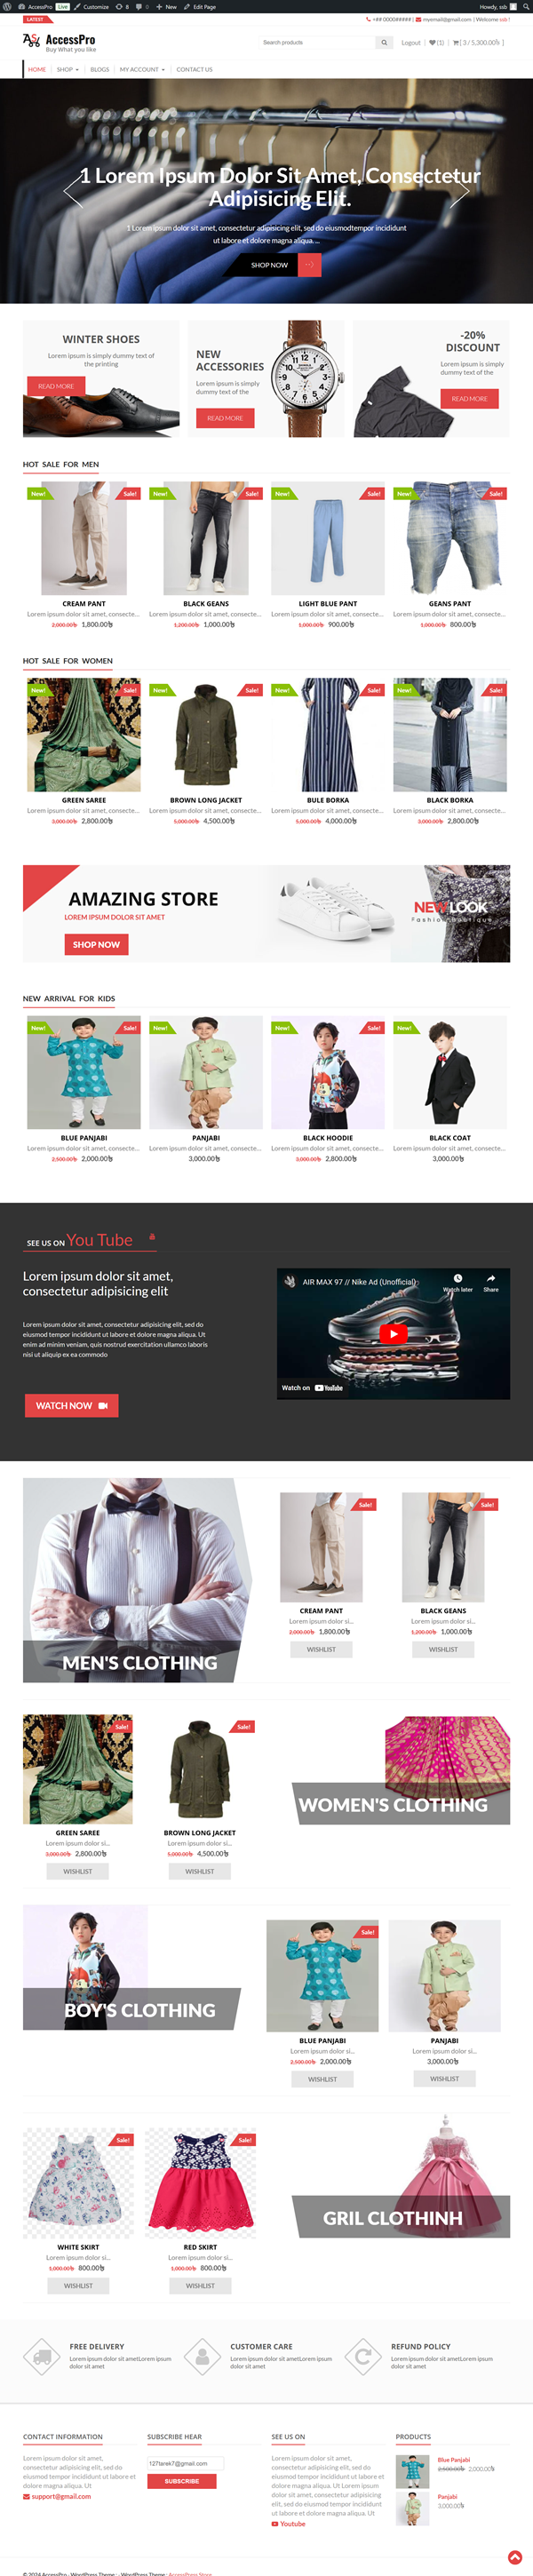 AccessPro Live Customize 8 0 New Edit Page Howdy, ssb
LATEST
+## 0000##### | myemail@gmail.com | Welcome ssb !
AccessPro
Buy What you like
Search products
Logout | (1) | [ 3 / 5,300.00৳ ]
HOME SHOP BLOGS MY ACCOUNT CONTACT US
1 Lorem Ipsum Dolor Sit Amet, Consectetur
Adipisicing Elit.
1 Lorem ipsum dolor sit amet, consectetur adipisicing elit, sed do eiusmodtempor incididunt
ut labore et dolore magna aliqua. ...
SHOP NOW
WINTER SHOES
Lorem ipsum is simply dummy text of
the printing
READ MORE
NEW
ACCESSORIES
Lorem ipsum is simply
dummy text of the
READ MORE
-20%
DISCOUNT
Lorem ipsum is simply
dummy text of the
READ MORE
HOT SALE FOR MEN
New! Sale! New! Sale! New! Sale! New! Sale!
CREAM PANT BLACK GEANS LIGHT BLUE PANT GEANS PANT
Lorem ipsum dolor sit amet, consecte... Lorem ipsum dolor sit amet, consecte... Lorem ipsum dolor sit amet, consecte... Lorem ipsum dolor sit amet, consecte...
2,000.00৳ 1,800.00৳ 1,200.00৳ 1,000.00৳ 1,000.00৳ 900.00৳ 1,000.00৳ 800.00৳
HOT SALE FOR WOMEN
New! Sale! New! Sale! New! Sale! New! Sale!
GREEN SAREE BROWN LONG JACKET BULE BORKA BLACK BORKA
Lorem ipsum dolor sit amet, consecte... Lorem ipsum dolor sit amet, consecte... Lorem ipsum dolor sit amet, consecte... Lorem ipsum dolor sit amet, consecte...
3,000.00৳ 2,800.00৳ 5,000.00৳ 4,500.00৳ 5,000.00৳ 4,000.00৳ 3,000.00৳ 2,800.00৳
AMAZING STORE
LOREM IPSUM DOLOR SIT AMET
SHOP NOW
NEW LOOK
Fashion boutique
NEW ARRIVAL FOR KIDS
New! Sale! New! New! Sale! New!
BLUE PANJABI PANJABI BLACK HOODIE BLACK COAT
Lorem ipsum dolor sit amet, consecte... Lorem ipsum dolor sit amet, consecte... Lorem ipsum dolor sit amet, consecte... Lorem ipsum dolor sit amet, consecte...
2,500.00৳ 2,000.00৳ 3,000.00৳ 3,000.00৳ 2,800.00৳ 3,000.00৳
SEE US ON You Tube
Lorem ipsum dolor sit amet,
consectetur adipisicing elit
Lorem ipsum dolor sit amet, consectetur adipisicing elit, sed do
eiusmod tempor incididunt ut labore et dolore magna aliqua. Ut
enim ad minim veniam, quis nostrud exercitation ullamco laboris
nisi ut aliquip ex ea commodo
WATCH NOW
AIR MAX 97 // Nike Ad (Unofficial)
Watch later Share
Watch on YouTube
MEN'S CLOTHING
Sale! Sale!
CREAM PANT BLACK GEANS
Lorem ipsum dolor si... Lorem ipsum dolor si...
2,000.00৳ 1,800.00৳ 1,200.00৳ 1,000.00৳
WISHLIST WISHLIST
Sale! Sale!
GREEN SAREE BROWN LONG JACKET
Lorem ipsum dolor si... Lorem ipsum dolor si...
3,000.00৳ 2,800.00৳ 5,000.00৳ 4,500.00৳
WISHLIST WISHLIST
WOMEN'S CLOTHING
BOY'S CLOTHING
Sale!
BLUE PANJABI PANJABI
Lorem ipsum dolor si... Lorem ipsum dolor si...
2,500.00৳ 2,000.00৳ 3,000.00৳
WISHLIST WISHLIST
Sale! Sale!
WHITE SKIRT RED SKIRT
Lorem ipsum dolor si... Lorem ipsum dolor si...
1,000.00৳ 800.00৳ 1,000.00৳ 800.00৳
WISHLIST WISHLIST
GRIL CLOTHINH
FREE DELIVERY
Lorem ipsum dolor sit ametLorem ipsum
dolor sit amet
CUSTOMER CARE
Lorem ipsum dolor sit ametLorem ipsum
dolor sit amet
REFUND POLICY
Lorem ipsum dolor sit ametLorem ipsum
dolor sit amet
CONTACT INFORMATION
Lorem ipsum dolor sit amet,
consectetur adipisicing elit, sed do
eiusmod tempor incididunt ut labore et
dolore magna aliqua. Ut
support@gmail.com
SUBSCRIBE HEAR
127tarek7@gmail.com
SUBSCRIBE
SEE US ON
Lorem ipsum dolor sit amet,
consectetur adipisicing elit, sed do
eiusmod tempor incididunt ut labore et
dolore magna aliqua. Ut Lorem ipsum
dolor sit amet, consectetur adipisicing
elit, sed do eiusmod tempor incididunt
ut labore et dolore magna aliqua. Ut
Youtube
PRODUCTS
Blue Panjabi
2,500.00৳ 2,000.00৳
Panjabi
3,000.00৳
© 2024 AccessPro - WordPress Theme : - WordPress Theme : AccessPress Store